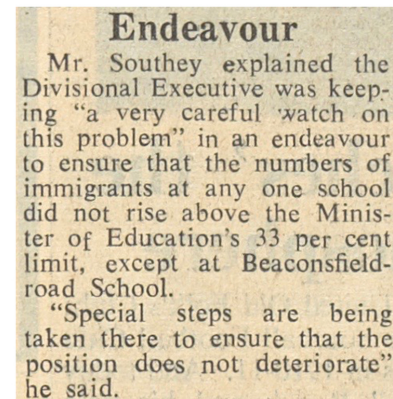 Endeavour
Mr. Southey explained the
Divisional Executive was keep-
ing “a very careful watch on
this problem” in an endeavour
to ensure that the numbers of
immigrants at any one school
did not rise above the Minis-
ter of Education’s 33 per cent
limit, except at Beaconsfield-
road School.
“Special steps are being
taken there to ensure that the
position does not deteriorate”
he said.